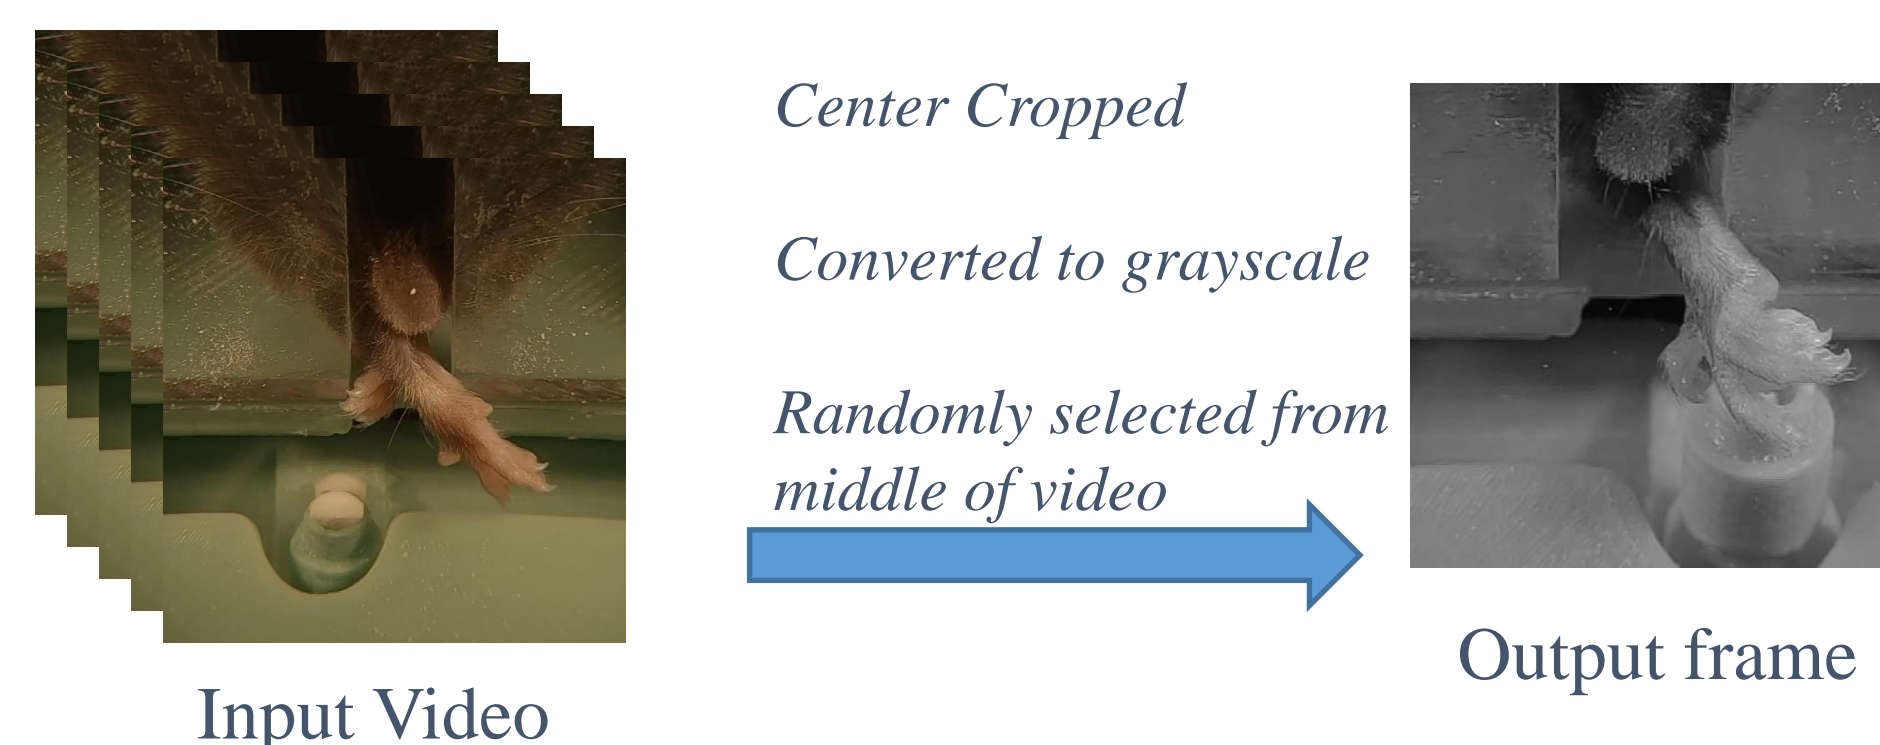 Center Cropped
Converted to grayscale
Randomly selected from
middle of video
Output frame
Input Video